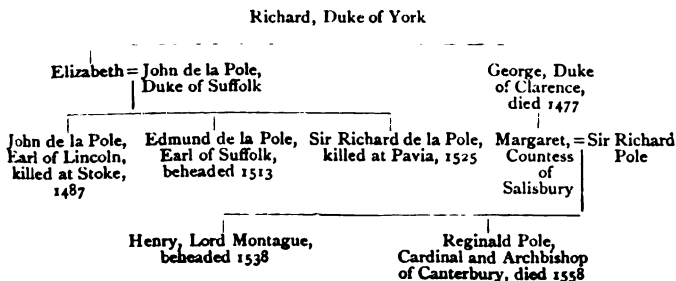 Richard, Duke of York
Elizabeth = John de la Pole,
Duke of Suffolk
George, Duke
of Clarence,
died 1477
John de la Pole,
Earl of Lincoln,
killed at Stoke,
1487
Edmund de la Pole,
Earl of Suffolk,
beheaded 1513
Sir Richard de la Pole,
killed at Pavia, 1525
Margaret, = Sir Richard
Countess Pole
of
Salisbury
Henry, Lord Montague,
beheaded 1538
Reginald Pole,
Cardinal and Archbishop
of Canterbury, died 1558